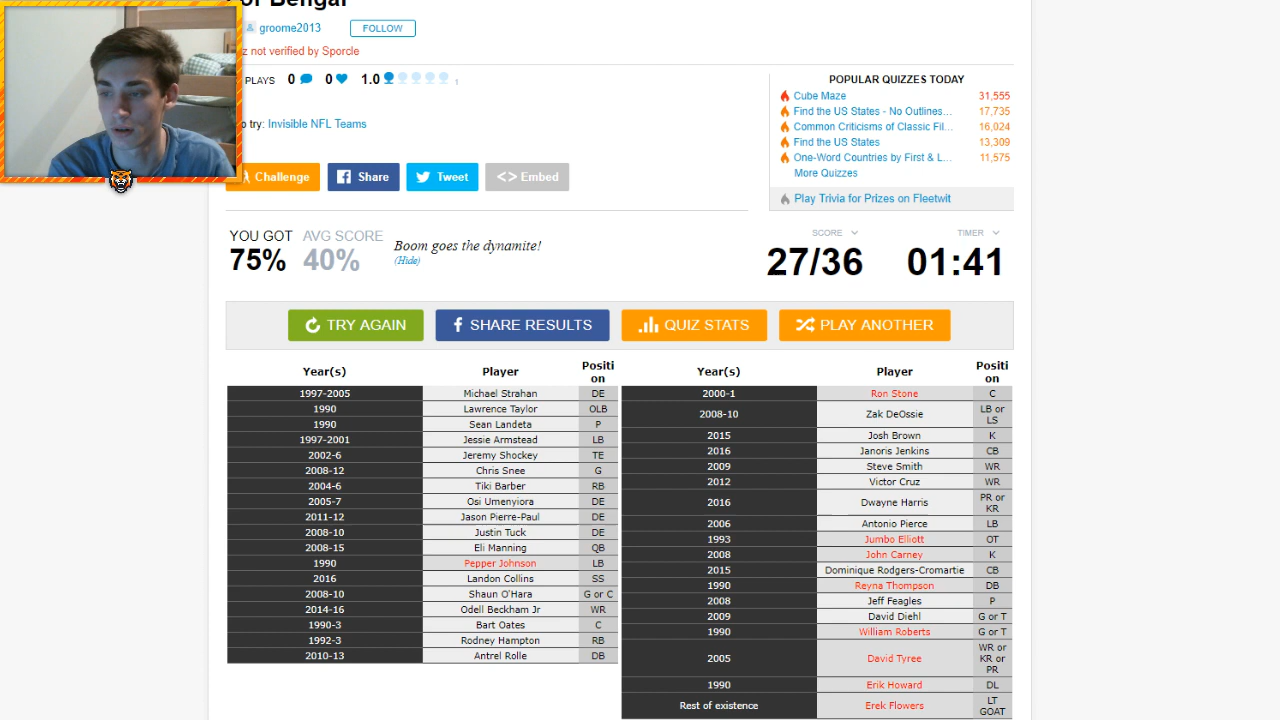 groome2013 FOLLOW
z not verified by Sporcle
PLAYS 0 0 1.0 1
o try: Invisible NFL Teams
Challenge Share Tweet <> Embed
POPULAR QUIZZES TODAY
Cube Maze 31,555
Find the US States - No Outlines... 17,735
Common Criticisms of Classic Fil... 16,024
Find the US States 13,309
One-Word Countries by First & L... 11,575
More Quizzes
Play Trivia for Prizes on Fleetwit
YOU GOT AVG SCORE
75% 40%
Boom goes the dynamite!
(Hide)
SCORE TIMER
27/36 01:41
TRY AGAIN SHARE RESULTS QUIZ STATS PLAY ANOTHER
Year(s) Player Positi
on
1997-2005 Michael Strahan DE
1990 Lawrence Taylor OLB
1990 Sean Landeta P
1997-2001 Jessie Armstead LB
2002-6 Jeremy Shockey TE
2008-12 Chris Snee G
2004-6 Tiki Barber RB
2005-7 Osi Umenyiora DE
2011-12 Jason Pierre-Paul DE
2008-10 Justin Tuck DE
2008-15 Eli Manning QB
1990 Pepper Johnson LB
2016 Landon Collins SS
2008-10 Shaun O'Hara G or C
2014-16 Odell Beckham Jr WR
1990-3 Bart Oates C
1992-3 Rodney Hampton RB
2010-13 Antrel Rolle DB
Year(s) Player Positi
on
2000-1 Ron Stone C
2008-10 Zak DeOssie LB or
LS
2015 Josh Brown K
2016 Janoris Jenkins CB
2009 Steve Smith WR
2012 Victor Cruz WR
2016 Dwayne Harris PR or
KR
2006 Antonio Pierce LB
1993 Jumbo Elliott OT
2008 John Carney K
2015 Dominique Rodgers-Cromartie CB
1990 Reyna Thompson DB
2008 Jeff Feagles P
2009 David Diehl G or T
1990 William Roberts G or T
2005 David Tyree WR or
KR or
PR
1990 Erik Howard DL
Rest of existence Erek Flowers LT
GOAT